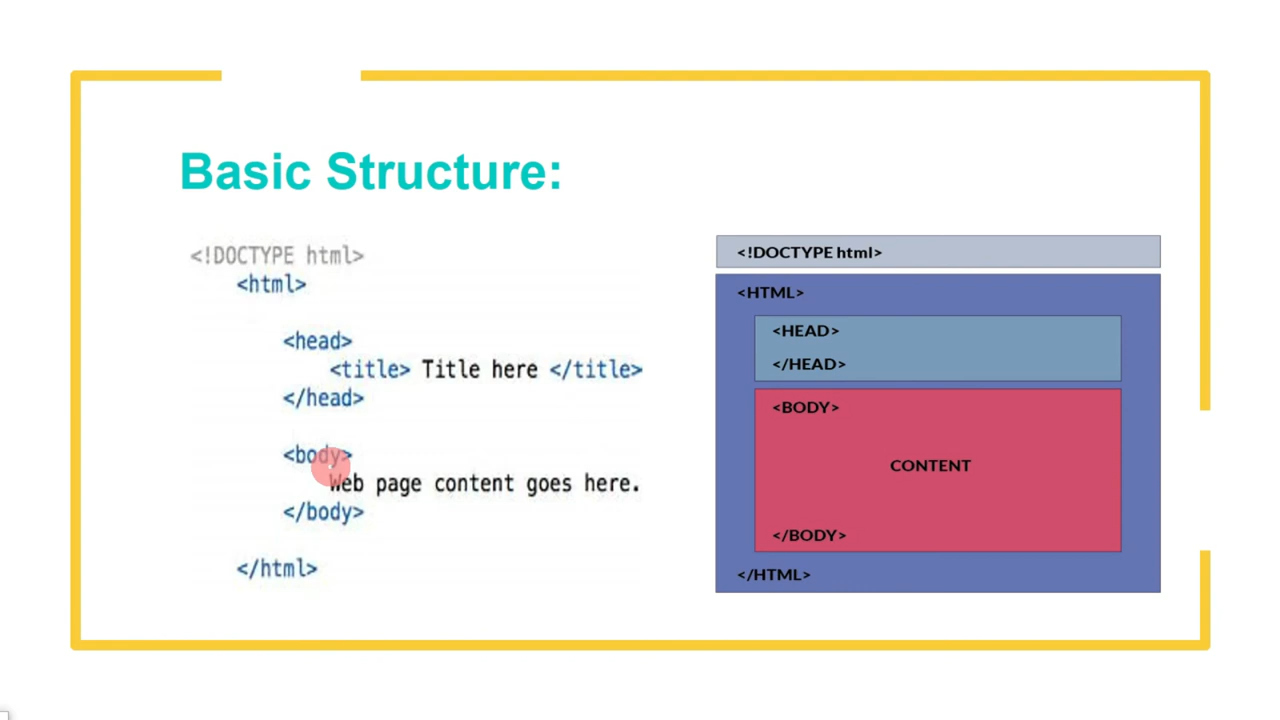 Basic Structure:
<!DOCTYPE html>
<html>
<head>
<title> Title here </title>
</head>
<body>
Web page content goes here.
</body>
</html>
<!DOCTYPE html>
<HTML>
<HEAD>
</HEAD>
<BODY>
CONTENT
</BODY>
</HTML>